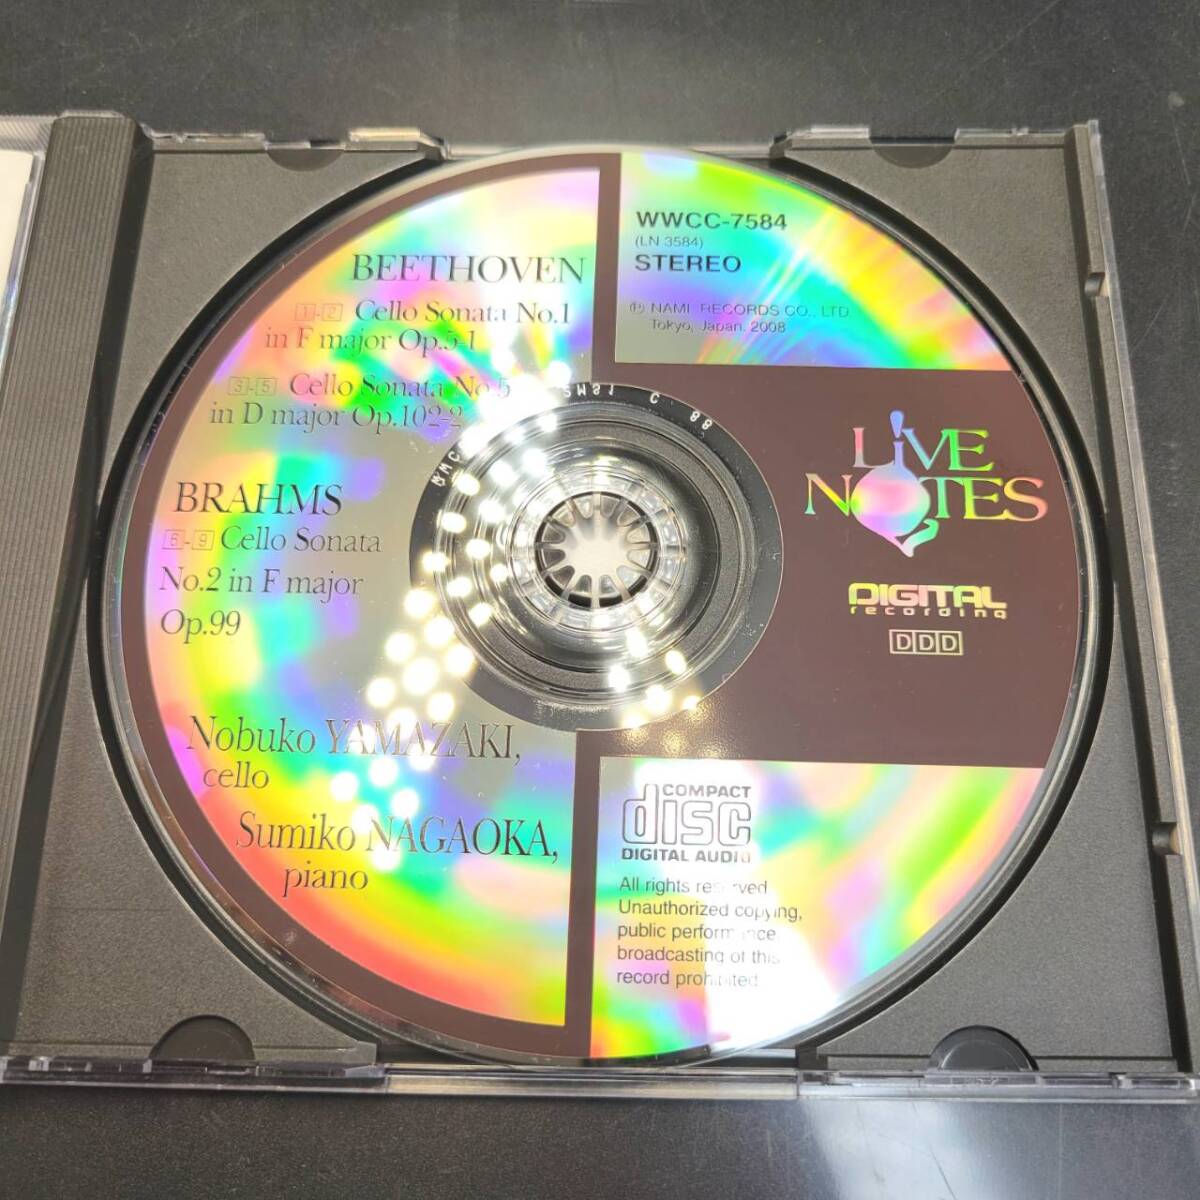 BEETHOVEN
1-2 Cello Sonata No.1
in F major Op.5-1
3-5 Cello Sonata No.5
in D major Op.102-2
BRAHMS
6-9 Cello Sonata
No.2 in F major
Op.99
Nobuko YAMAZAKI,
cello
Sumiko NAGAOKA,
piano
WWCC-7584
(LN 3584)
STEREO
Ⓟ NAMI RECORDS CO., LTD.
Tokyo, Japan. 2008
LIVE
NOTES
DIGITAL
recording
DDD
COMPACT
disc
DIGITAL AUDIO
All rights reserved.
Unauthorized copying,
public performance,
broadcasting of this
record prohibited.